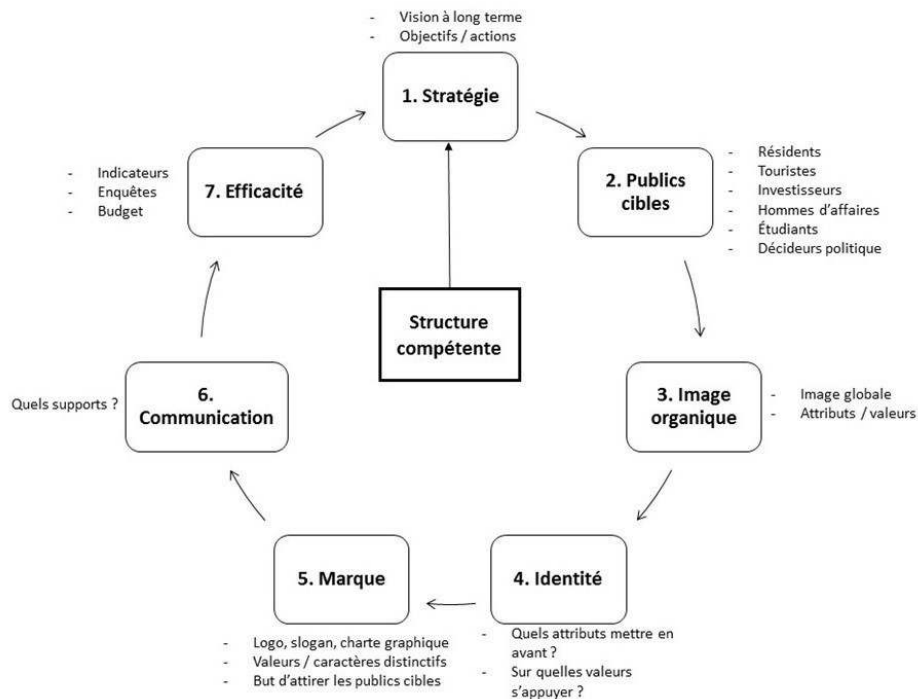 - Vision à long terme
- Objectifs / actions
1. Stratégie
2. Publics
cibles
- Résidents
- Touristes
- Investisseurs
- Hommes d'affaires
- Étudiants
- Décideurs politique
3. Image
organique
- Image globale
- Attributs / valeurs
4. Identité
- Quels attributs mettre en
avant ?
- Sur quelles valeurs
s'appuyer ?
5. Marque
- Logo, slogan, charte graphique
- Valeurs / caractères distinctifs
- But d'attirer les publics cibles
6.
Communication
Quels supports ?
7. Efficacité
- Indicateurs
- Enquêtes
- Budget
Structure
compétente